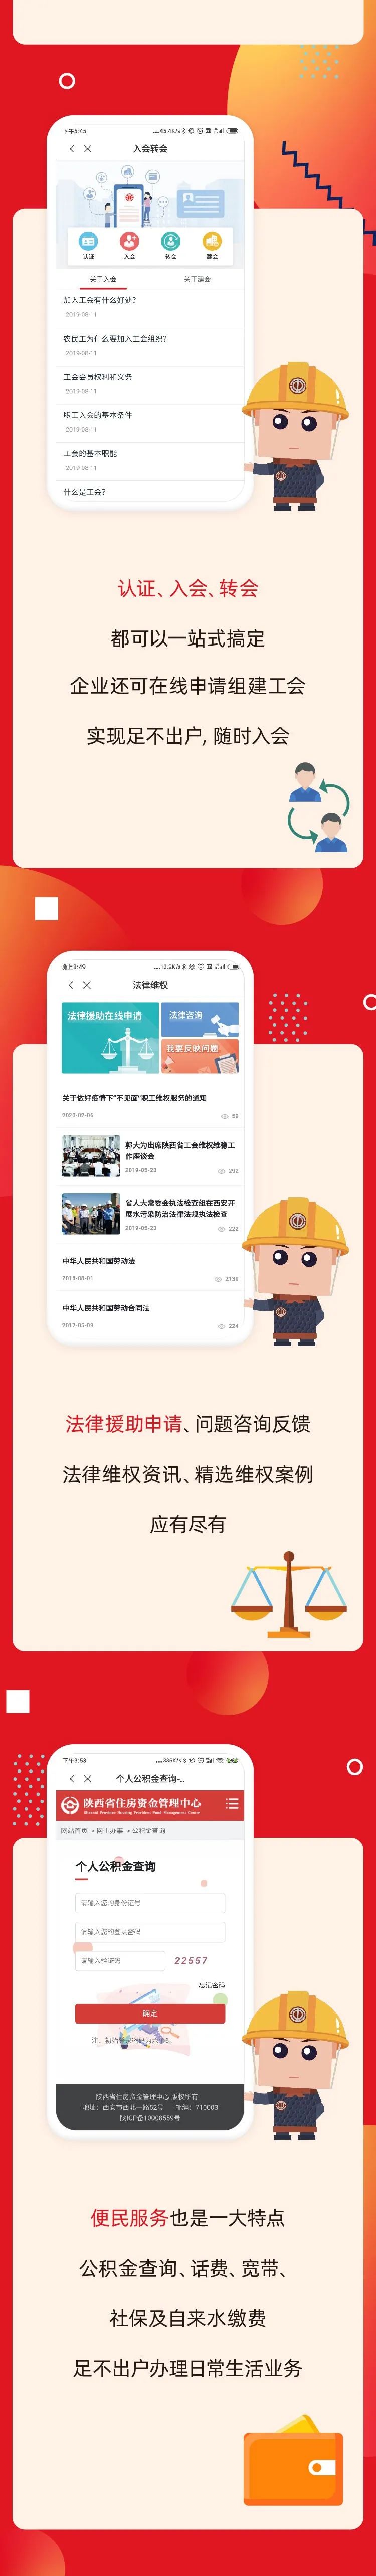 下午5:45
...45.4K/s
入会转会
认证
入会
转会
建会
关于入会
关于建会
加入工会有什么好处?
2019-08-11
农民工为什么要加入工会组织?
2019-08-11
工会会员权利和义务
2019-08-11
职工入会的基本条件
2019-08-11
工会的基本职能
2019-08-11
什么是工会?
认证、入会、转会
都可以一站式搞定
企业还可在线申请组建工会
实现足不出户, 随时入会
晚上8:49
...12.2K/s
法律维权
法律援助在线申请
法律咨询
我要反映问题
关于做好疫情下"不见面"职工维权服务的通知
2020-02-06
59
郭大为出席陕西省工会维权维稳工
作座谈会
2019-05-23
292
省人大常委会执法检查组在西安开
展水污染防治法律法规执法检查
2019-05-23
222
中华人民共和国劳动法
2128
中华人民共和国劳动合同法
2017-05-09
224
法律援助申请、问题咨询反馈
法律维权资讯、精选维权案例
应有尽有
下午3:53
...335K/s
个人公积金查询-..
陕西省住房资金管理中心
网站首页 -> 网上办事 -> 公积金查询
个人公积金查询
请输入您的身份证号
请输入您的登录密码
请输入验证码
22557
忘记密码
确定
陕西省住房资金管理中心 版权所有
地址：西安市西北一路52号 邮编：710003
陕ICP备10008559号
便民服务也是一大特点
公积金查询、话费、宽带、
社保及自来水缴费
足不出户办理日常生活业务